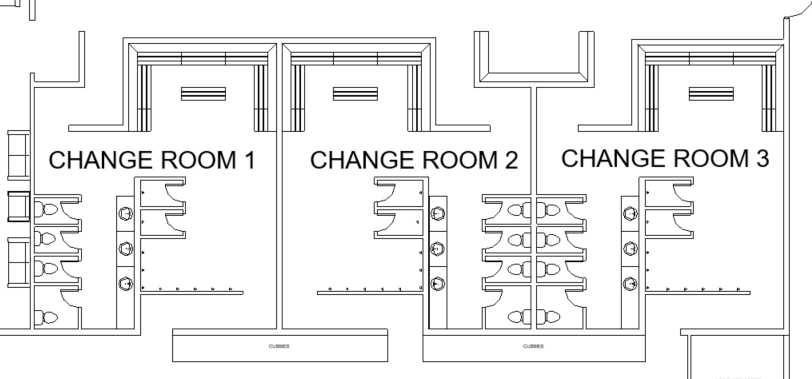 CHANGE ROOM 1
CHANGE ROOM 2
CHANGE ROOM 3
CUBBIES
CUBBIES